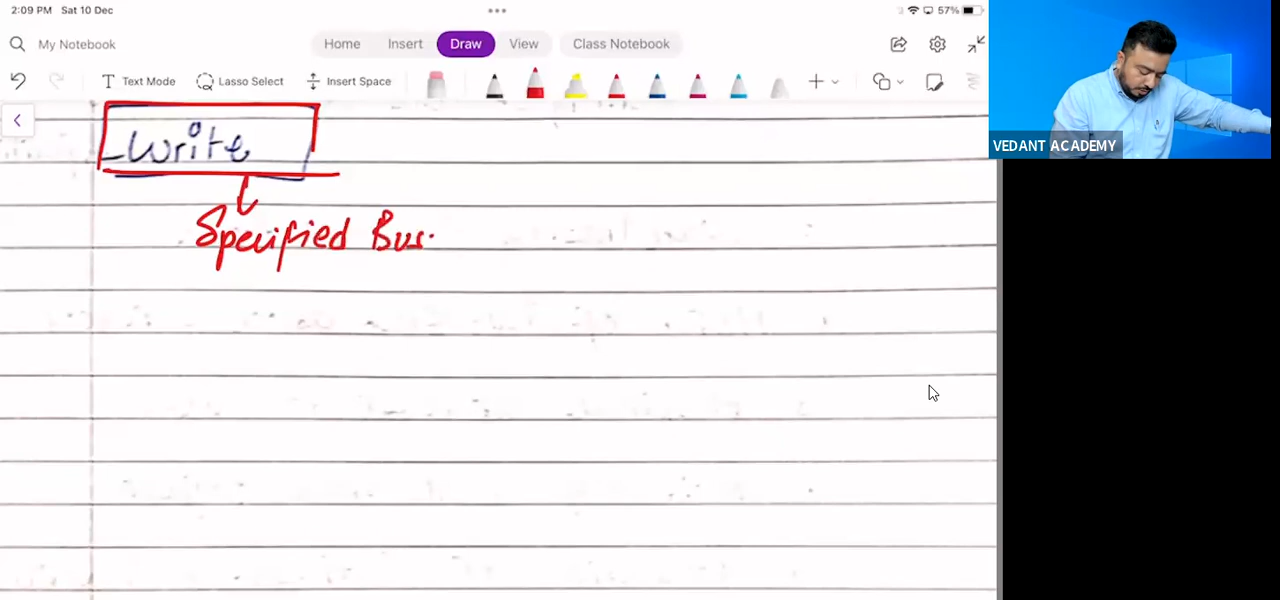 2:09 PM Sat 10 Dec
57%
My Notebook
Home Insert Draw View Class Notebook
Text Mode Lasso Select Insert Space
Write
Specified Bus.
VEDANT ACADEMY